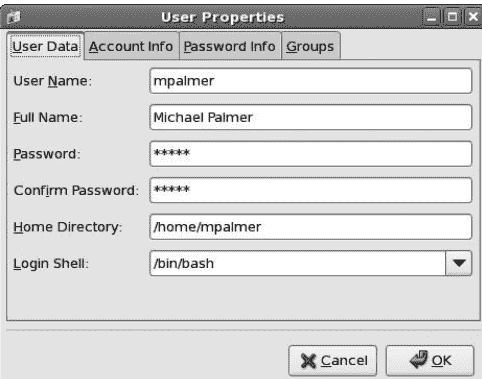 User Properties
User Data Account Info Password Info Groups
User Name: mpalmer
Full Name: Michael Palmer
Password: *****
Confirm Password: *****
Home Directory: /home/mpalmer
Login Shell: /bin/bash
Cancel OK